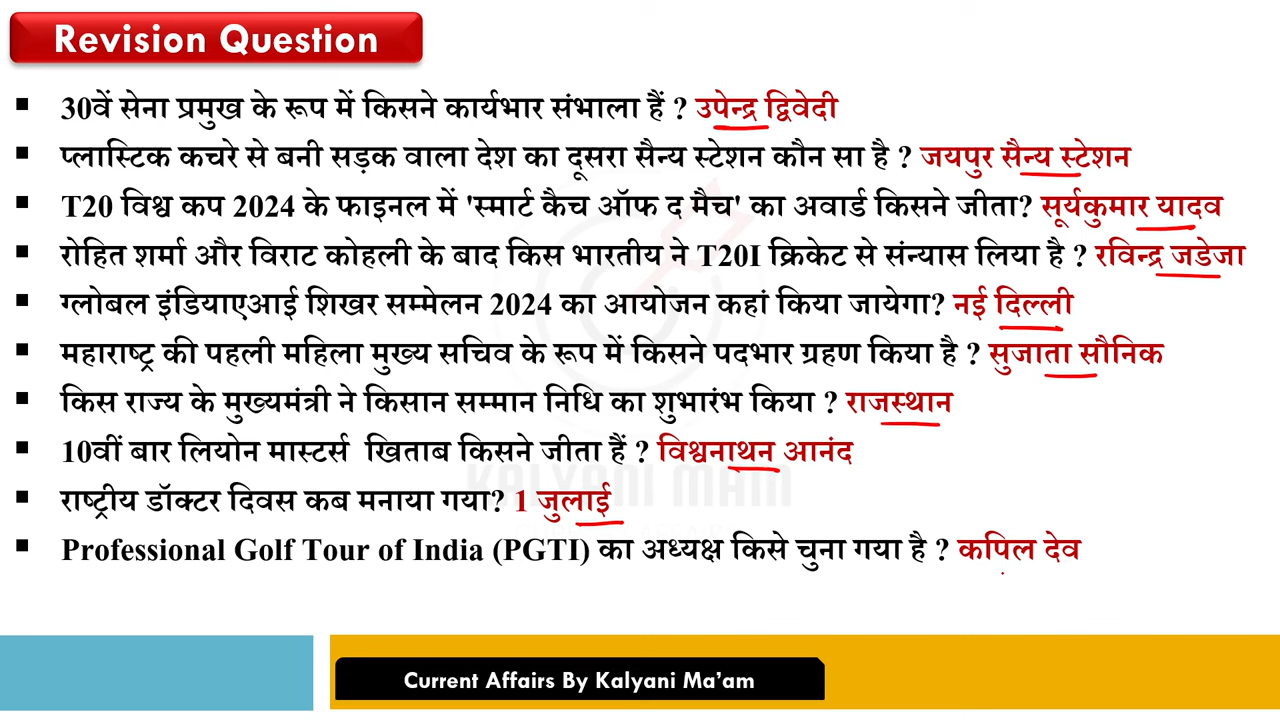 Revision Question
▪ 30वें सेना प्रमुख के रूप में किसने कार्यभार संभाला हैं ? उपेन्द्र द्विवेदी
▪ प्लास्टिक कचरे से बनी सड़क वाला देश का दूसरा सैन्य स्टेशन कौन सा है ? जयपुर सैन्य स्टेशन
▪ T20 विश्व कप 2024 के फाइनल में 'स्मार्ट कैच ऑफ द मैच' का अवार्ड किसने जीता? सूर्यकुमार यादव
▪ रोहित शर्मा और विराट कोहली के बाद किस भारतीय ने T20I क्रिकेट से संन्यास लिया है ? रविन्द्र जडेजा
▪ ग्लोबल इंडियाएआई शिखर सम्मेलन 2024 का आयोजन कहां किया जायेगा? नई दिल्ली
▪ महाराष्ट्र की पहली महिला मुख्य सचिव के रूप में किसने पदभार ग्रहण किया है ? सुजाता सौनिक
▪ किस राज्य के मुख्यमंत्री ने किसान सम्मान निधि का शुभारंभ किया ? राजस्थान
▪ 10वीं बार लियोन मास्टर्स खिताब किसने जीता हैं ? विश्वनाथन आनंद
KALYANI MAM
▪ राष्ट्रीय डॉक्टर दिवस कब मनाया गया? 1 जुलाई
▪ Professional Golf Tour of India (PGTI) का अध्यक्ष किसे चुना गया है ? कपिल देव
Current Affairs By Kalyani Ma'am